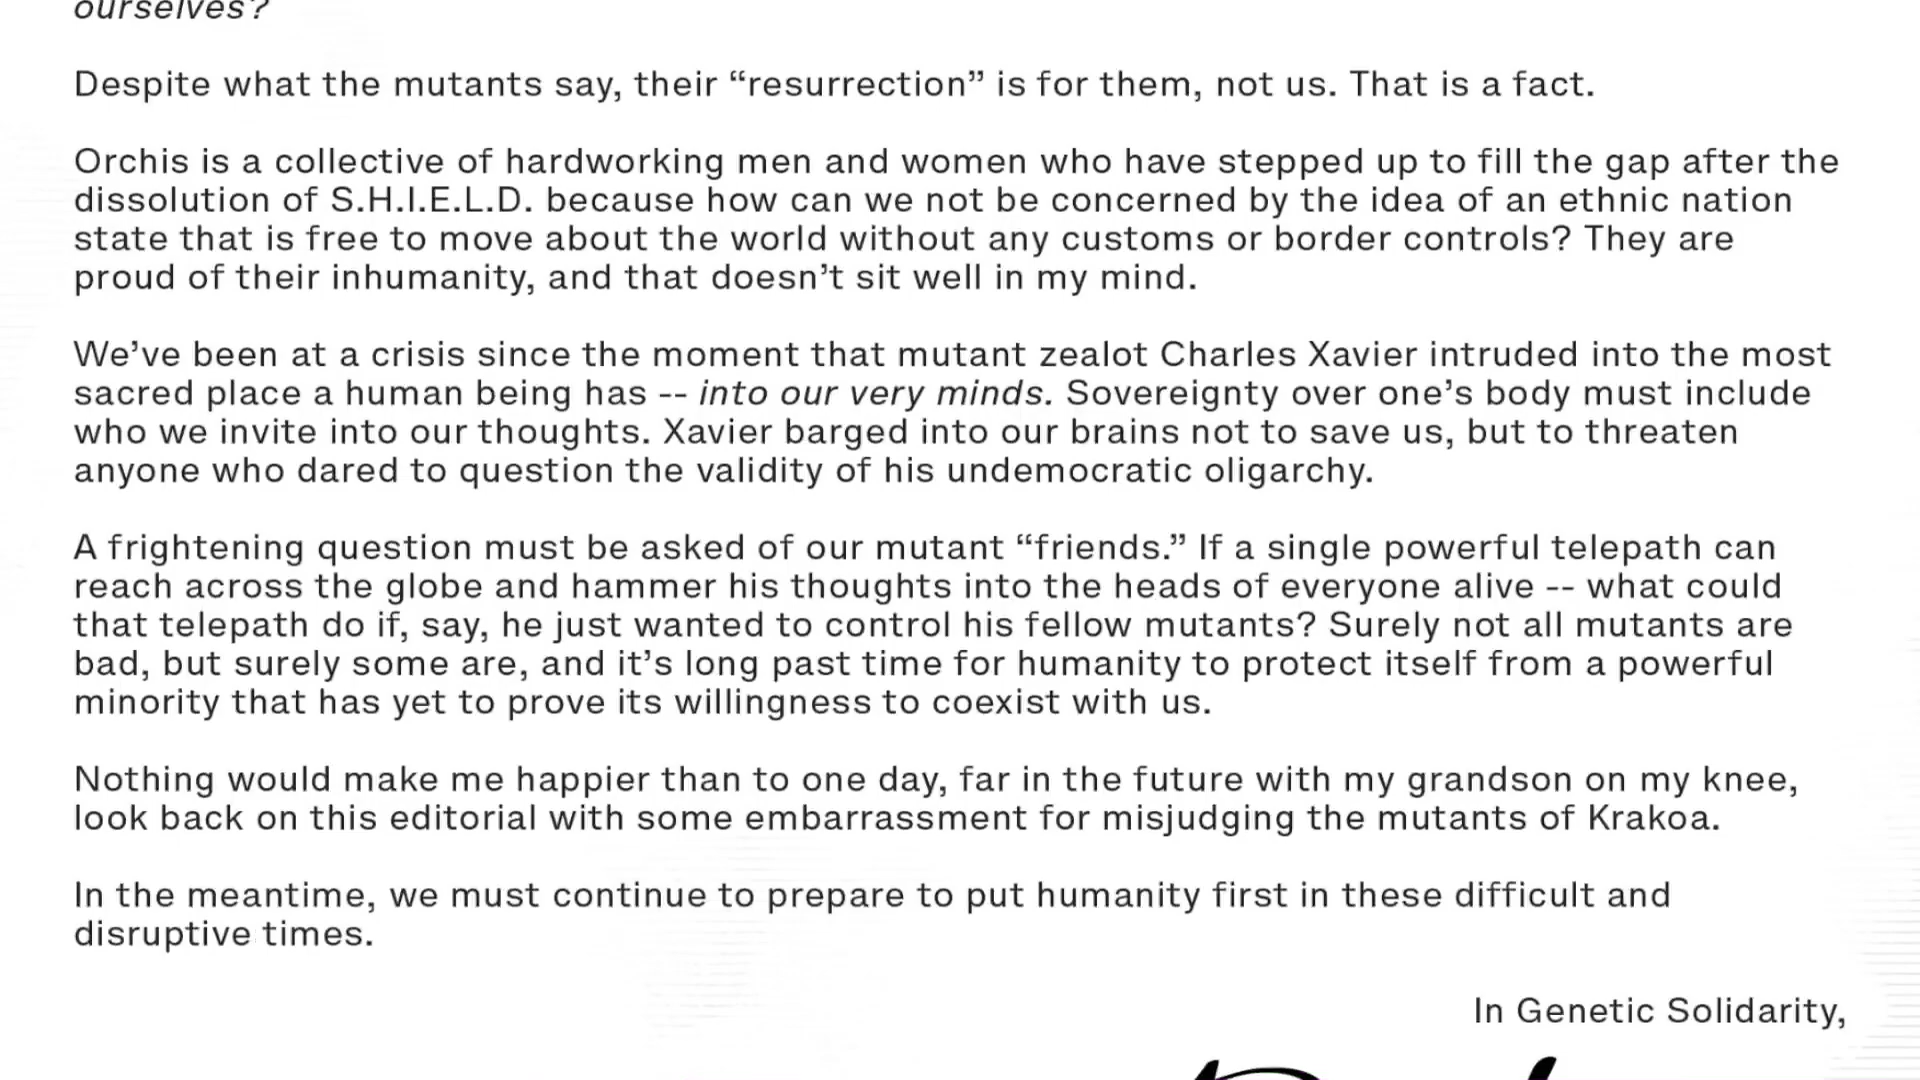 ourselves?
Despite what the mutants say, their “resurrection” is for them, not us. That is a fact.
Orchis is a collective of hardworking men and women who have stepped up to fill the gap after the
dissolution of S.H.I.E.L.D. because how can we not be concerned by the idea of an ethnic nation
state that is free to move about the world without any customs or border controls? They are
proud of their inhumanity, and that doesn’t sit well in my mind.
We’ve been at a crisis since the moment that mutant zealot Charles Xavier intruded into the most
sacred place a human being has -- into our very minds. Sovereignty over one’s body must include
who we invite into our thoughts. Xavier barged into our brains not to save us, but to threaten
anyone who dared to question the validity of his undemocratic oligarchy.
A frightening question must be asked of our mutant “friends.” If a single powerful telepath can
reach across the globe and hammer his thoughts into the heads of everyone alive -- what could
that telepath do if, say, he just wanted to control his fellow mutants? Surely not all mutants are
bad, but surely some are, and it’s long past time for humanity to protect itself from a powerful
minority that has yet to prove its willingness to coexist with us.
Nothing would make me happier than to one day, far in the future with my grandson on my knee,
look back on this editorial with some embarrassment for misjudging the mutants of Krakoa.
In the meantime, we must continue to prepare to put humanity first in these difficult and
disruptive times.
In Genetic Solidarity,